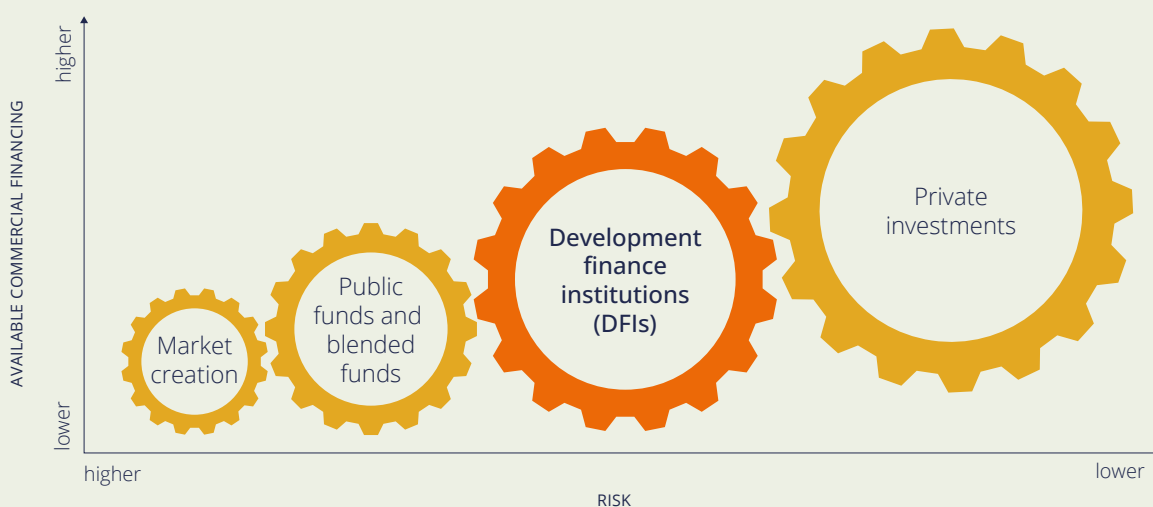 AVAILABLE COMMERCIAL FINANCING
higher
lower
Market
creation
Public
funds and
blended
funds
Development
finance
institutions
(DFIs)
Private
investments
higher
lower
RISK